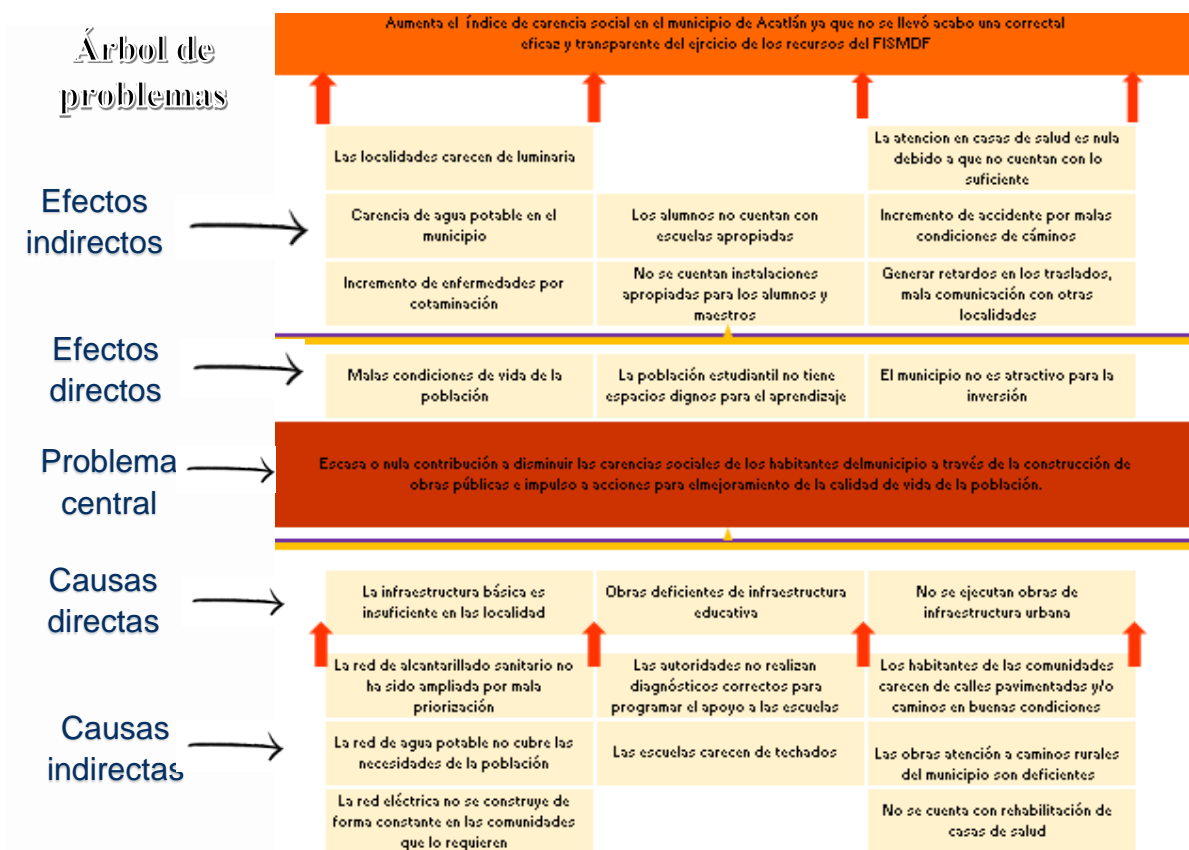 Árbol de
problemas
Aumenta el índice de carencia social en el municipio de Acatlán ya que no se llevó acabo una correctal
eficaz y transparente del ejrcicio de los recursos del FISMDF
Efectos
indirectos
Las localidades carecen de luminaria
La atencion en casas de salud es nula
debido a que no cuentan con lo
suficiente
Carencia de agua potable en el
municipio
Los alumnos no cuentan con
escuelas apropiadas
Incremento de accidente por malas
condiciones de cáminos
Incremento de enfermedades por
cotaminación
No se cuentan instalaciones
apropiadas para los alumnos y
maestros
Generar retardos en los traslados,
mala comunicación con otras
localidades
Efectos
directos
Malas condiciones de vida de la
población
La población estudiantil no tiene
espacios dignos para el aprendizaje
El municipio no es atractivo para la
inversión
Problema
central
Escasa o nula contribución a disminuir las carencias sociales de los habitantes delmunicipio a través de la construcción de
obras públicas e impulso a acciones para elmejoramiento de la calidad de vida de la población.
Causas
directas
La infraestructura básica es
insuficiente en las localidad
Obras deficientes de infraestructura
educativa
No se ejecutan obras de
infraestructura urbana
Causas
indirectas
La red de alcantarillado sanitario no
ha sido ampliada por mala
priorización
Las autoridades no realizan
diagnósticos correctos para
programar el apoyo a las escuelas
Los habitantes de las comunidades
carecen de calles pavimentadas y/o
caminos en buenas condiciones
La red de agua potable no cubre las
necesidades de la población
Las escuelas carecen de techados
Las obras atención a caminos rurales
del municipio son deficientes
La red eléctrica no se construye de
forma constante en las comunidades
que lo requieren
No se cuenta con rehabilitación de
casas de salud